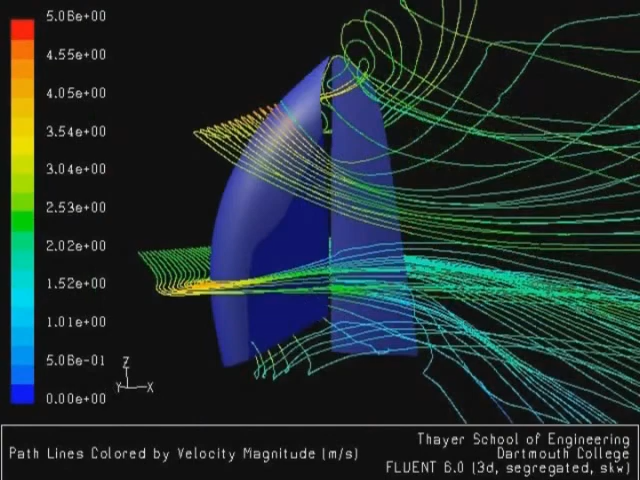 5.08e+00
4.55e+00
4.05e+00
3.54e+00
3.04e+00
2.53e+00
2.02e+00
1.52e+00
1.01e+00
5.08e-01
0.00e+00
Z
Y X
Path Lines Colored by Velocity Magnitude (m/s)
Thayer School of Engineering
Dartmouth College
FLUENT 6.0 (3d, segregated, skw)